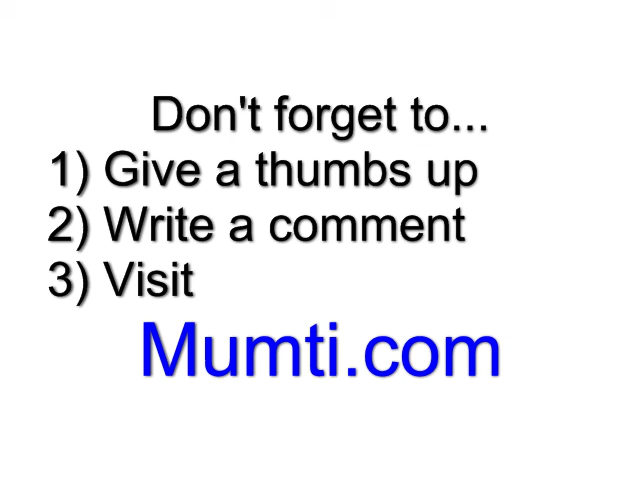 Don't forget to...
1) Give a thumbs up
2) Write a comment
3) Visit
Mumti.com